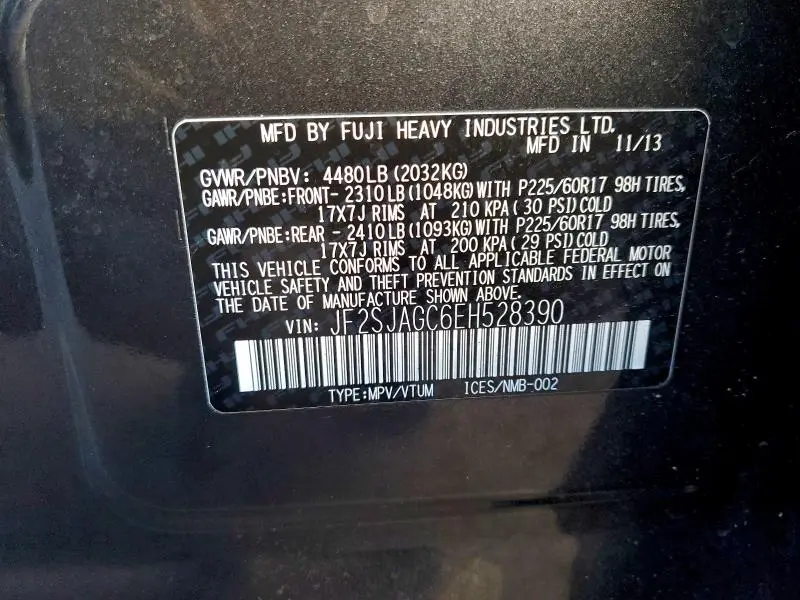 MFD BY FUJI HEAVY INDUSTRIES LTD.
MFD IN 11/13
GVWR/PNBV: 4480LB (2032KG)
GAWR/PNBE:FRONT- 2310 LB (1048KG) WITH P225/60R17 98H TIRES,
17X7J RIMS AT 210 KPA ( 30 PSI) COLD
GAWR/PNBE:REAR - 2410 LB (1093KG) WITH P225/60R17 98H TIRES,
17X7J RIMS AT 200 KPA ( 29 PSI) COLD
THIS VEHICLE CONFORMS TO ALL APPLICABLE FEDERAL MOTOR
VEHICLE SAFETY AND THEFT PREVENTION STANDARDS IN EFFECT ON
THE DATE OF MANUFACTURE SHOWN ABOVE.
VIN: JF2SJAGC6EH528390
TYPE:MPV/VTUM ICES/NMB-002